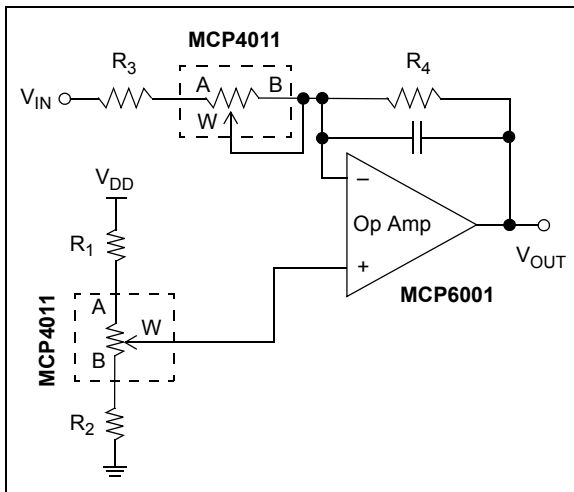 MCP4011
R3
R4
A
B
VIN
W
VDD
–
Op Amp
R1
VOUT
+
MCP6001
A
W
MCP4011
B
R2